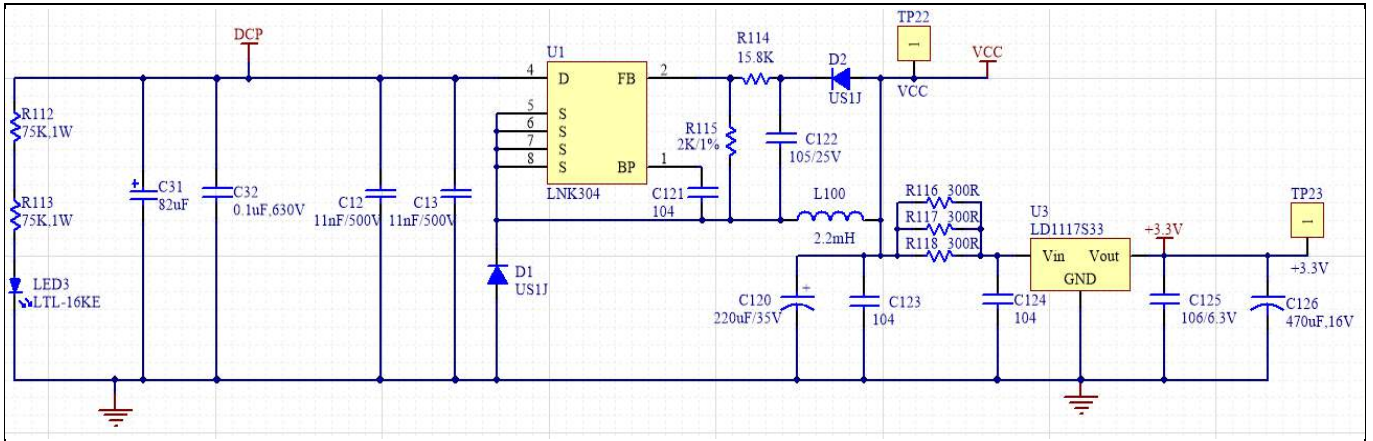 DCP
R112
75K,1W
R113
75K,1W
LED3
LTL-16KE
+
C31
82uF
C32
0.1uF,630V
C12
11nF/500V
C13
11nF/500V
U1
4 D FB 2
5 S
6 S
7 S
8 S BP 1
LNK304
R114
15.8K
R115
2K/1%
C122
105/25V
C121
104
D1
US1J
D2
US1J
TP22
1
VCC
VCC
L100
2.2mH
R116 300R
R117 300R
R118 300R
+
C120
220uF/35V
C123
104
C124
104
U3
LD1117S33
Vin Vout
GND
+3.3V
TP23
1
+3.3V
C125
106/6.3V
C126
470uF,16V